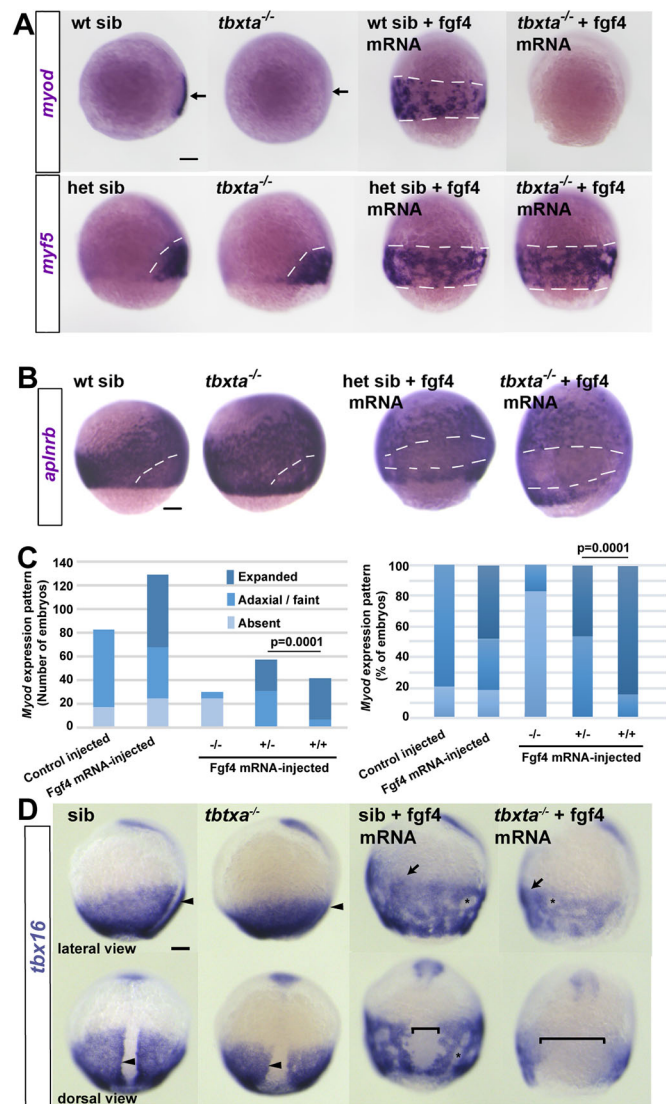 A
wt sib
tbxta-/-
wt sib + fgf4
mRNA
tbxta-/- + fgf4
mRNA
myod
het sib
tbxta-/-
het sib + fgf4
mRNA
tbxta-/- + fgf4
mRNA
myf5
B
wt sib
tbxta-/-
het sib + fgf4
mRNA
tbxta-/- + fgf4
mRNA
aplnrb
C
Myod expression pattern
(Number of embryos)
140
120
100
80
60
40
20
0
Expanded
Adaxial / faint
Absent
p=0.0001
Control injected
Fgf4 mRNA-injected
-/-
+/-
+/+
Fgf4 mRNA-injected
Myod expression pattern
(% of embryos)
100
80
60
40
20
0
p=0.0001
Control injected
Fgf4 mRNA-injected
-/-
+/-
+/+
Fgf4 mRNA-injected
D
sib
tbtxa-/-
sib + fgf4
mRNA
tbxta-/- + fgf4
mRNA
tbx16
*
*
lateral view
*
dorsal view